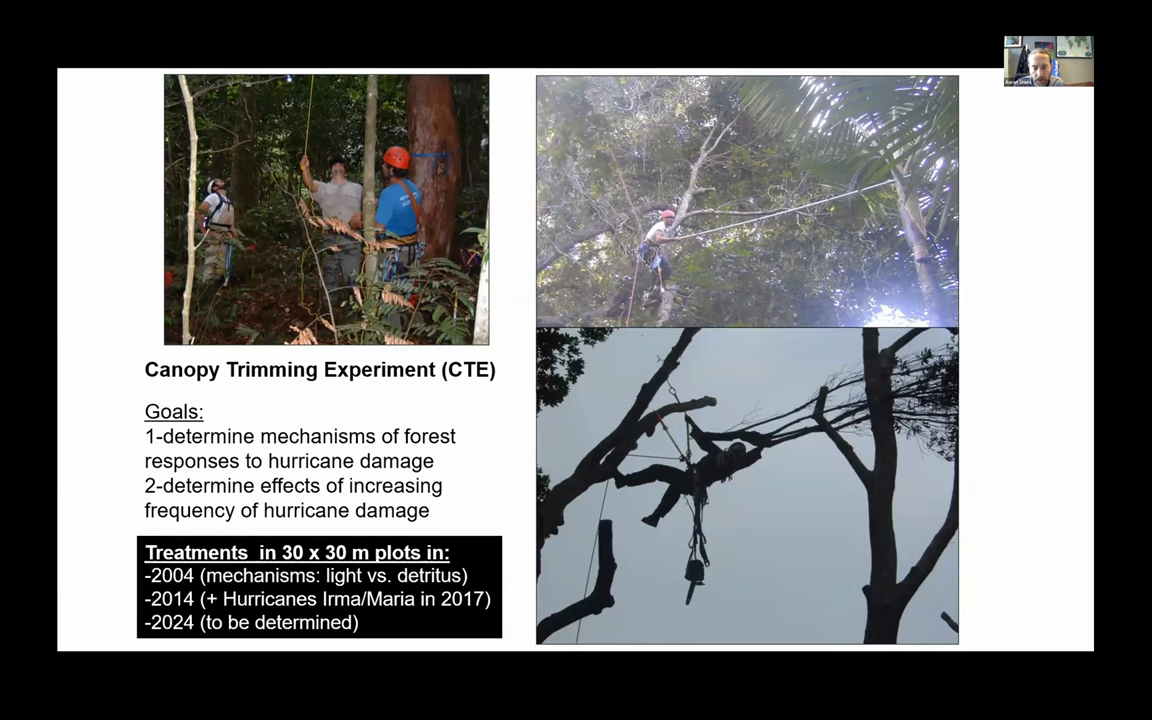 Canopy Trimming Experiment (CTE)
Goals:
1-determine mechanisms of forest
responses to hurricane damage
2-determine effects of increasing
frequency of hurricane damage
Treatments in 30 x 30 m plots in:
-2004 (mechanisms: light vs. detritus)
-2014 (+ Hurricanes Irma/Maria in 2017)
-2024 (to be determined)